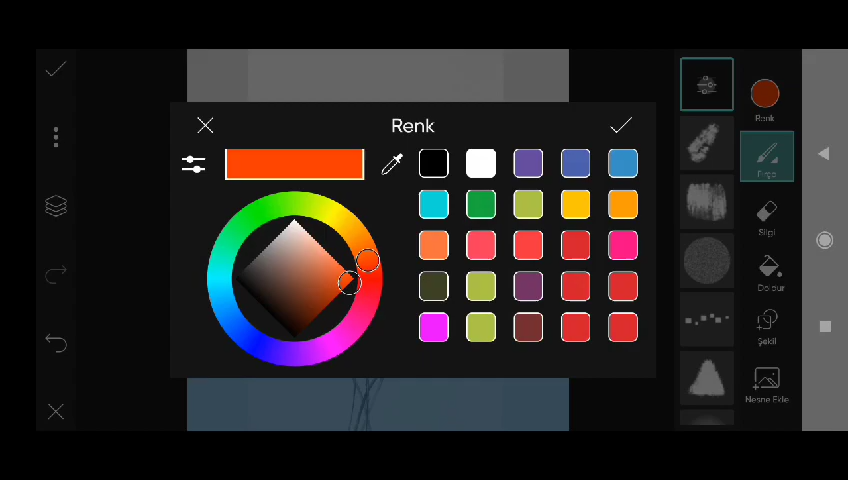 Renk
Renk
Fırça
Silgi
Doldur
Şekil
Nesne Ekle